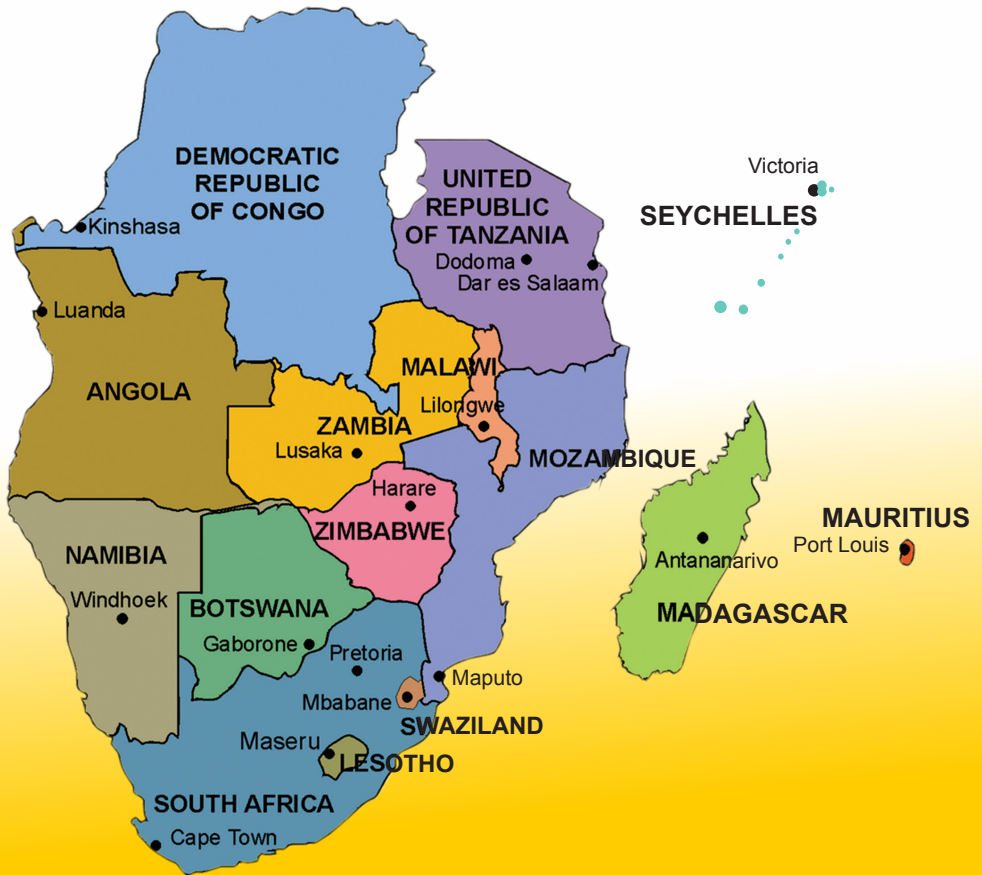 DEMOCRATIC
REPUBLIC
OF CONGO
Kinshasa
UNITED
REPUBLIC
OF TANZANIA
Dodoma
Dar es Salaam
Victoria
SEYCHELLES
Luanda
ANGOLA
MALAWI
Lilongwe
ZAMBIA
Lusaka
MOZAMBIQUE
Harare
ZIMBABWE
MAURITIUS
Port Louis
NAMIBIA
Windhoek
Antananarivo
MADAGASCAR
BOTSWANA
Gaborone
Pretoria
Maputo
Mbabane
SWAZILAND
Maseru
LESOTHO
SOUTH AFRICA
Cape Town